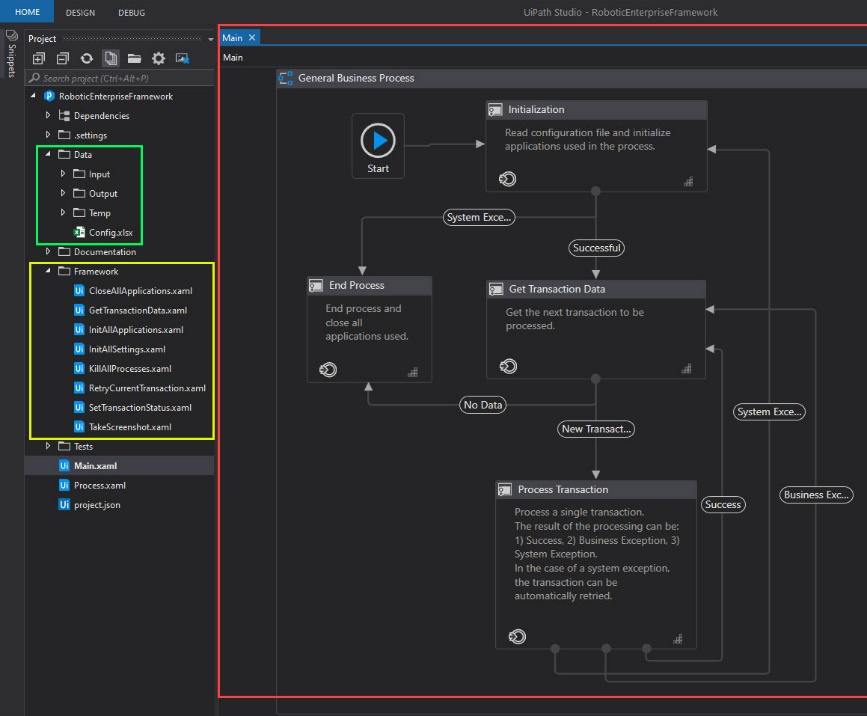 HOME DESIGN DEBUG UiPath Studio - RoboticEnterpriseFramework
Snippets
Project
Search project (Ctrl+Alt+P)
RoboticEnterpriseFramework
Dependencies
.settings
Data
Input
Output
Temp
Config.xlsx
Documentation
Framework
CloseAllApplications.xaml
GetTransactionData.xaml
InitAllApplications.xaml
InitAllSettings.xaml
KillAllProcesses.xaml
RetryCurrentTransaction.xaml
SetTransactionStatus.xaml
TakeScreenshot.xaml
Tests
Main.xaml
Process.xaml
project.json
Main
Main
General Business Process
Start
Initialization
Read configuration file and initialize
applications used in the process.
System Exce...
Successful
End Process
End process and
close all
applications used.
Get Transaction Data
Get the next transaction to be
processed.
No Data
New Transact...
System Exce...
Business Exc...
Success
Process Transaction
Process a single transaction.
The result of the processing can be:
1) Success, 2) Business Exception, 3)
System Exception.
In the case of a system exception,
the transaction can be
automatically retried.